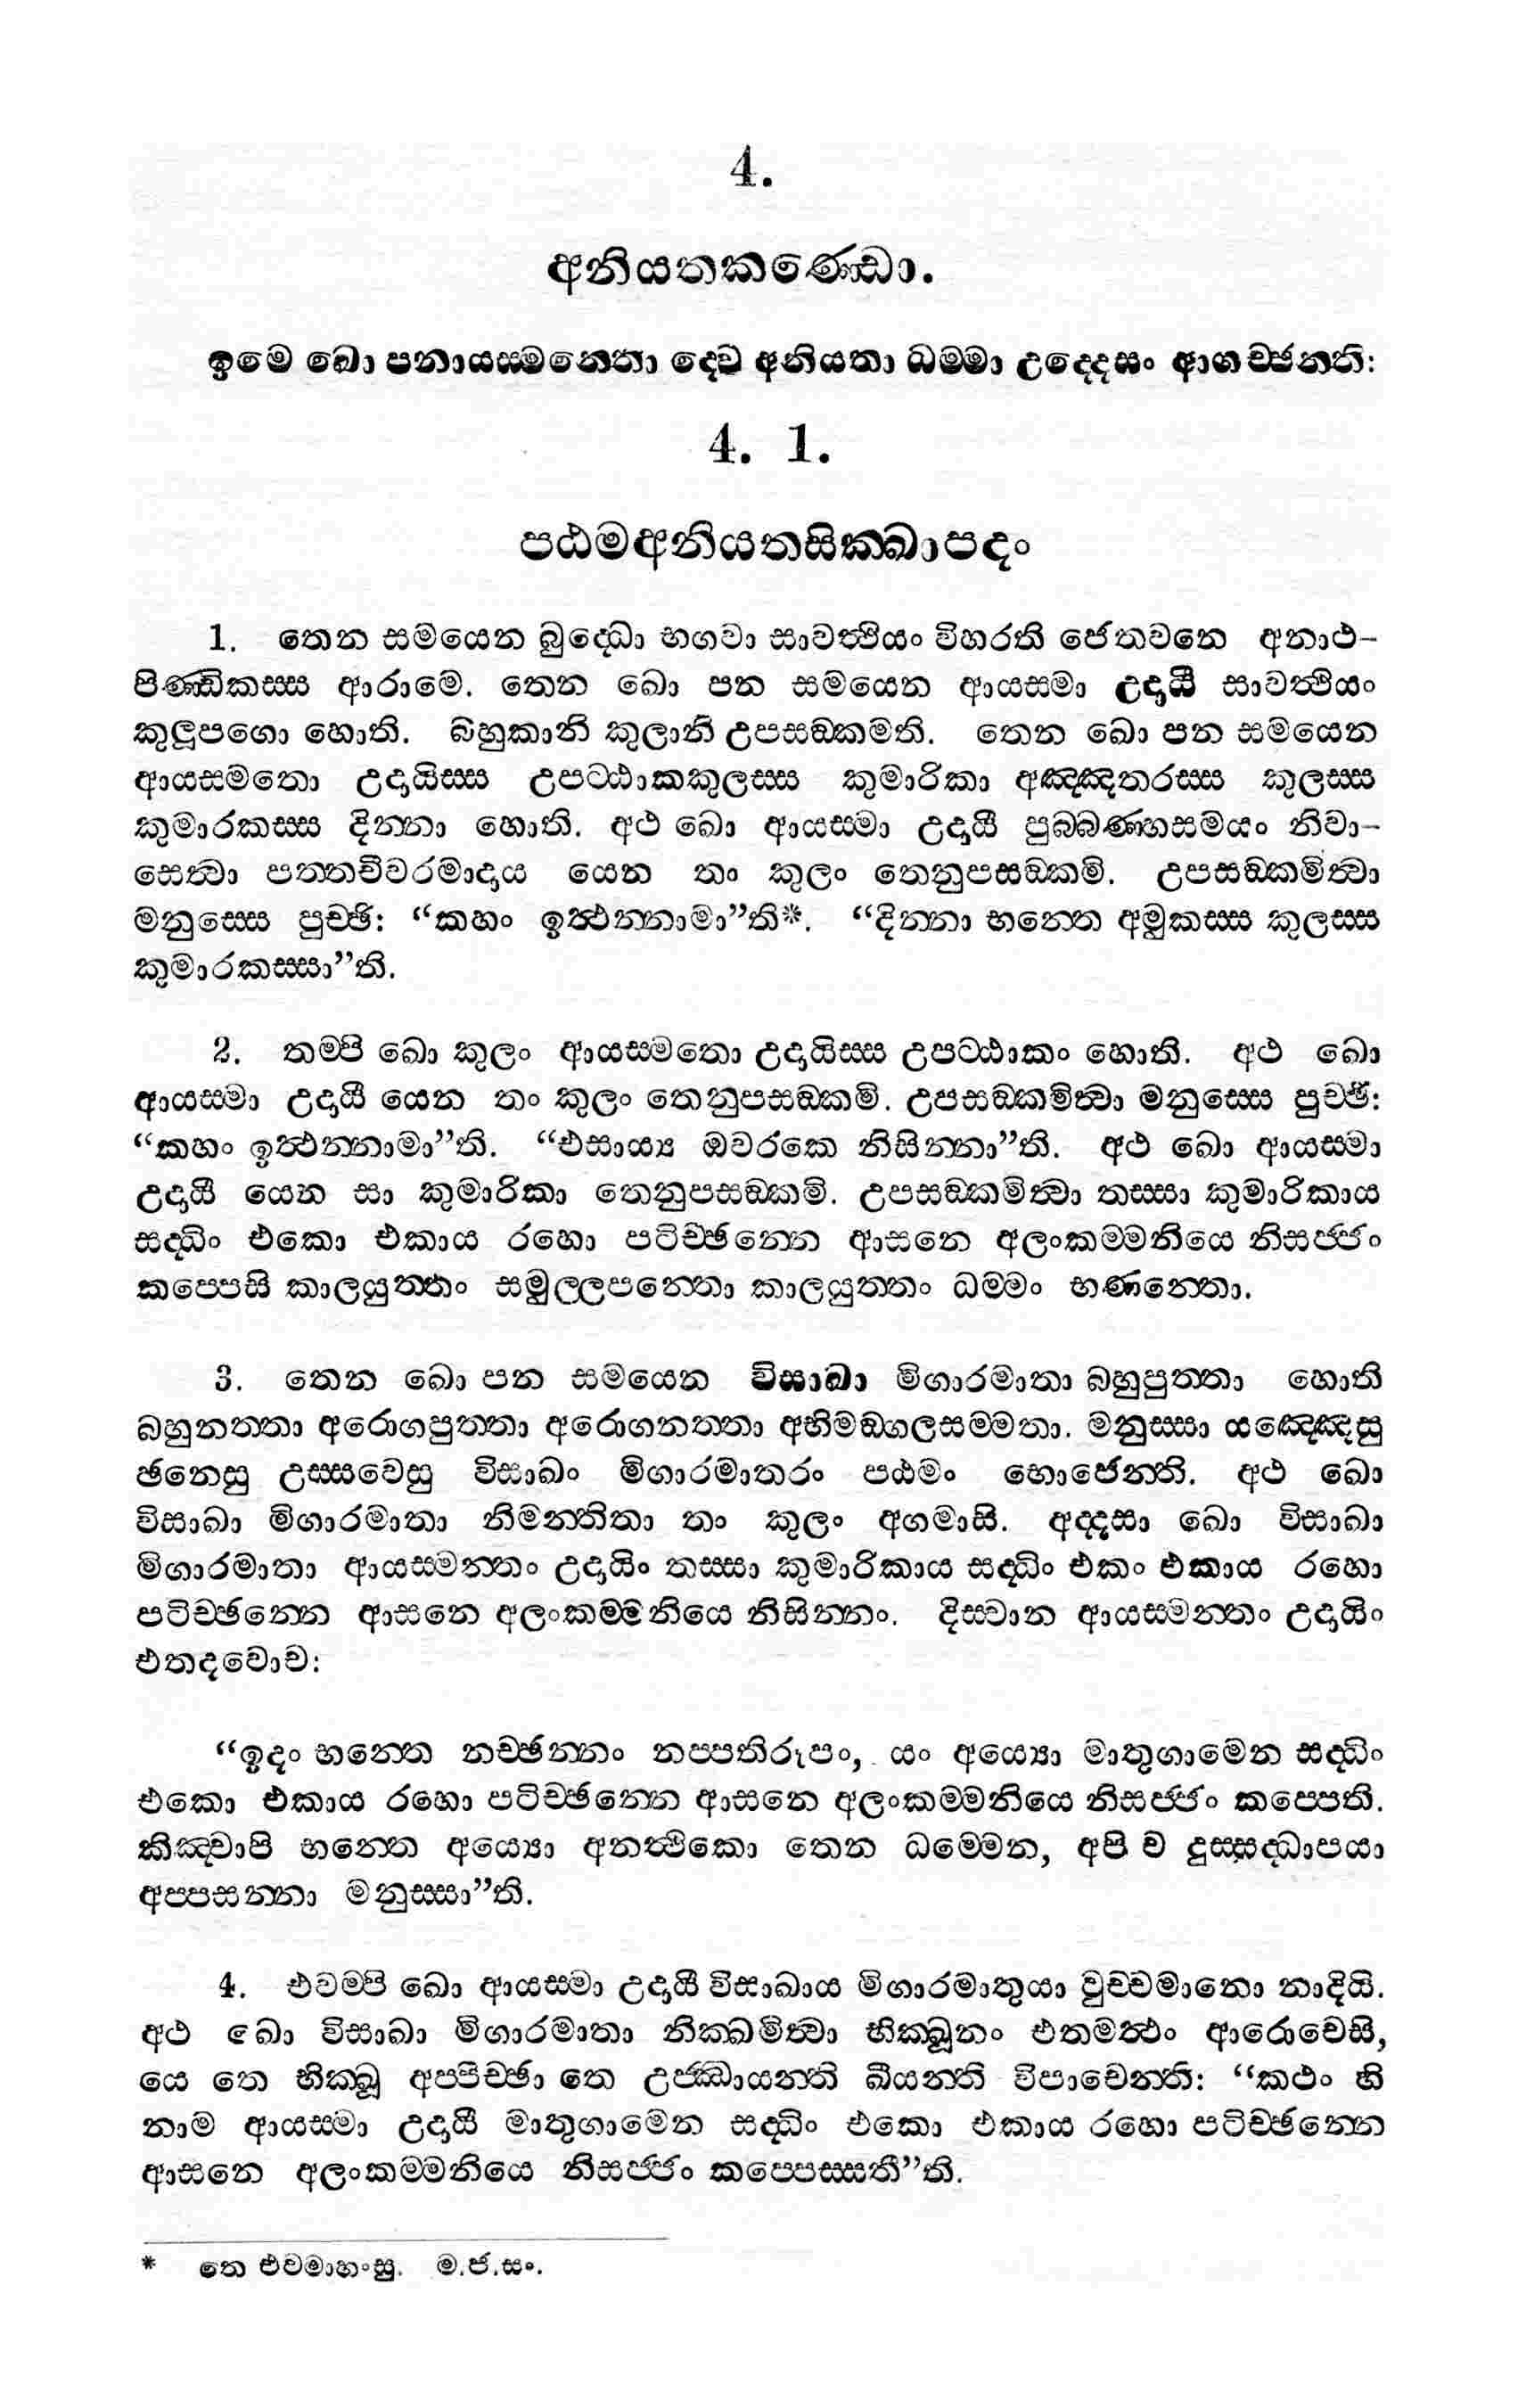 4.
අනියතකණ්ඩො.
ඉමෙ ඛො පනායස්මන්තො ද්වෙ අනියතා ධම්මා උද්දෙසං ආගච්ඡන්ති:
4. 1.
පඨමඅනියතසික්ඛාපදං
1. තෙන සමයෙන බුද්ධො භගවා සාවත්ථියං විහරති ජෙතවනෙ අනාථ-
පිණ්ඩිකස්ස ආරාමෙ. තෙන ඛො පන සමයෙන ආයස්මා උදායී සාවත්ථියං
කුලූපගො හොති. බහුකානි කුලානි උපසඞ්කමති. තෙන ඛො පන සමයෙන
ආයස්මතො උදායිස්ස උපට්ඨාකකුලස්ස කුමාරිකා අඤ්ඤතරස්ස කුලස්ස
කුමාරකස්ස දින්නා හොති. අථ ඛො ආයස්මා උදායී පුබ්බණ්හසමයං නිවා-
සෙත්වා පත්තචීවරමාදාය යෙන තං කුලං තෙනුපසඞ්කමි. උපසඞ්කමිත්වා
මනුස්සෙ පුච්ඡි: “කහං ඉත්ථන්නාමා”ති*. “දින්නා භන්තෙ අමුකස්ස කුලස්ස
කුමාරකස්සා”ති.
2. තම්පි ඛො කුලං ආයස්මතො උදායිස්ස උපට්ඨාකං හොති. අථ ඛො
ආයස්මා උදායී යෙන තං කුලං තෙනුපසඞ්කමි. උපසඞ්කමිත්වා මනුස්සෙ පුච්ඡි:
“කහං ඉත්ථන්නාමා”ති. “එසාය්‍ය ඔවරකෙ නිසින්නා”ති. අථ ඛො ආයස්මා
උදායී යෙන සා කුමාරිකා තෙනුපසඞ්කමි. උපසඞ්කමිත්වා තස්සා කුමාරිකාය
සද්ධිං එකො එකාය රහො පටිච්ඡන්නෙ ආසනෙ අලංකම්මනියෙ නිසජ්ජං
කප්පෙසි කාලයුත්තං සමුල්ලපන්තො කාලයුත්තං ධම්මං භණන්තො.
3. තෙන ඛො පන සමයෙන විසාඛා මිගාරමාතා බහුපුත්තා හොති
බහුනත්තා අරොගපුත්තා අරොගනත්තා අභිමඞ්ගලසම්මතා. මනුස්සා යඤ්ඤෙසු
ඡනෙසු උස්සවෙසු විසාඛං මිගාරමාතරං පඨමං භොජෙන්ති. අථ ඛො
විසාඛා මිගාරමාතා නිමන්තිතා තං කුලං අගමාසි. අද්දසා ඛො විසාඛා
මිගාරමාතා ආයස්මන්තං උදායිං තස්සා කුමාරිකාය සද්ධිං එකං එකාය රහො
පටිච්ඡන්නෙ ආසනෙ අලංකම්මනියෙ නිසින්නං. දිස්වාන ආයස්මන්තං උදායිං
එතදවොච:
“ඉදං භන්තෙ නච්ඡන්නං නප්පතිරූපං, යං අය්‍යො මාතුගාමෙන සද්ධිං
එකො එකාය රහො පටිච්ඡන්නෙ ආසනෙ අලංකම්මනියෙ නිසජ්ජං කප්පෙති.
කිඤ්චාපි භන්තෙ අය්‍යො අනත්ථිකො තෙන ධම්මෙන, අපි ච දුස්සද්ධාපයා
අප්පසන්නා මනුස්සා”ති.
4. එවම්පි ඛො ආයස්මා උදායී විසාඛාය මිගාරමාතුයා වුච්චමානො නාදියි.
අථ ඛො විසාඛා මිගාරමාතා නික්ඛමිත්වා භික්ඛූනං එතමත්ථං ආරොචෙසි,
යෙ තෙ භික්ඛූ අප්පිච්ඡා තෙ උජ්ඣායන්ති ඛීයන්ති විපාචෙන්ති: “කථං හි
නාම ආයස්මා උදායී මාතුගාමෙන සද්ධිං එකො එකාය රහො පටිච්ඡන්නෙ
ආසනෙ අලංකම්මනියෙ නිසජ්ජං කප්පෙස්සතී”ති.
* තෙ එවමාහංසු. ම.ජ.සං.